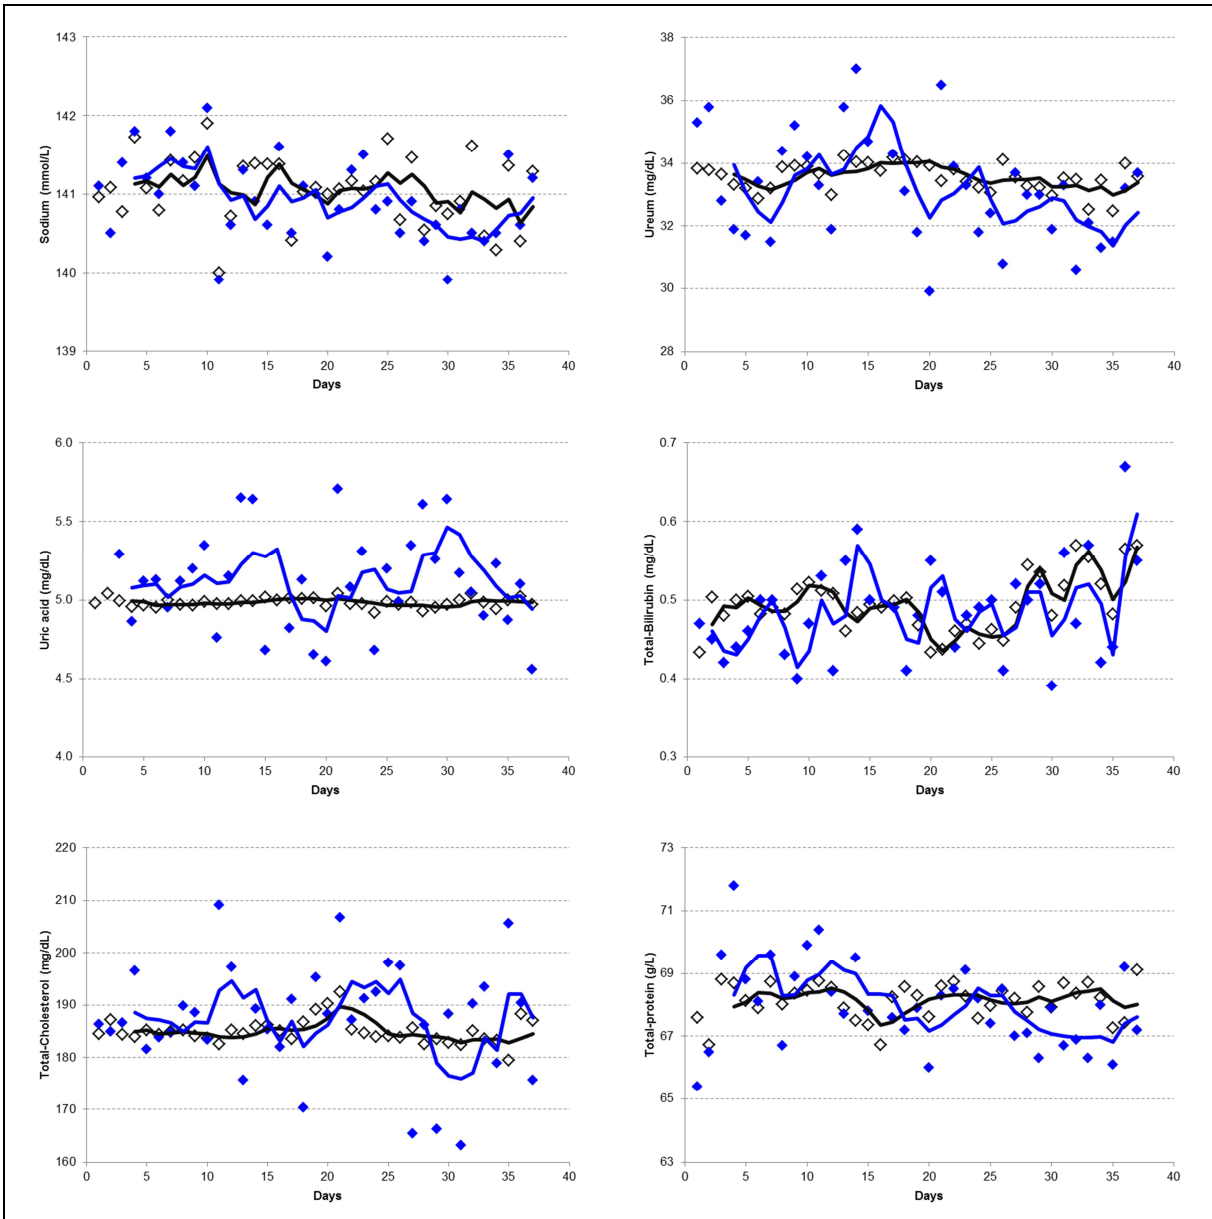 143
142
141
140
139
0 5 10 15 20 25 30 35 40
Sodium (mmol/L)
Days
38
36
34
32
30
28
0 5 10 15 20 25 30 35 40
Ureum (mg/dL)
Days
6.0
5.5
5.0
4.5
4.0
0 5 10 15 20 25 30 35 40
Uric acid (mg/dL)
Days
0.7
0.6
0.5
0.4
0.3
0 5 10 15 20 25 30 35 40
Total-Bilirubin (mg/dL)
Days
220
210
200
190
180
170
160
0 5 10 15 20 25 30 35 40
Total-Cholesterol (mg/dL)
Days
73
71
69
67
65
63
0 5 10 15 20 25 30 35 40
Total-protein (g/L)
Days